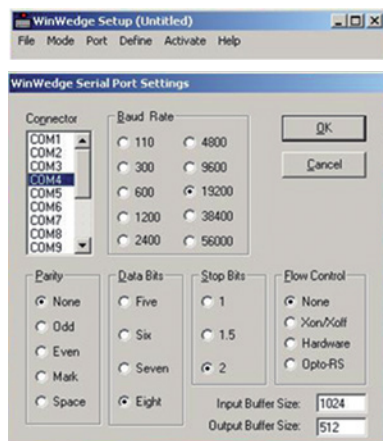 WinWedge Setup (Untitled)
File Mode Port Define Activate Help
WinWedge Serial Port Settings
Connector
COM1
COM2
COM3
COM4
COM5
COM6
COM7
COM8
COM9
Baud Rate
110 4800
300 9600
600 19200
1200 38400
2400 56000
OK
Cancel
Parity
None
Odd
Even
Mark
Space
Data Bits
Five
Six
Seven
Eight
Stop Bits
1
1.5
2
Flow Control
None
Xon/Xoff
Hardware
Opto-RS
Input Buffer Size: 1024
Output Buffer Size: 512